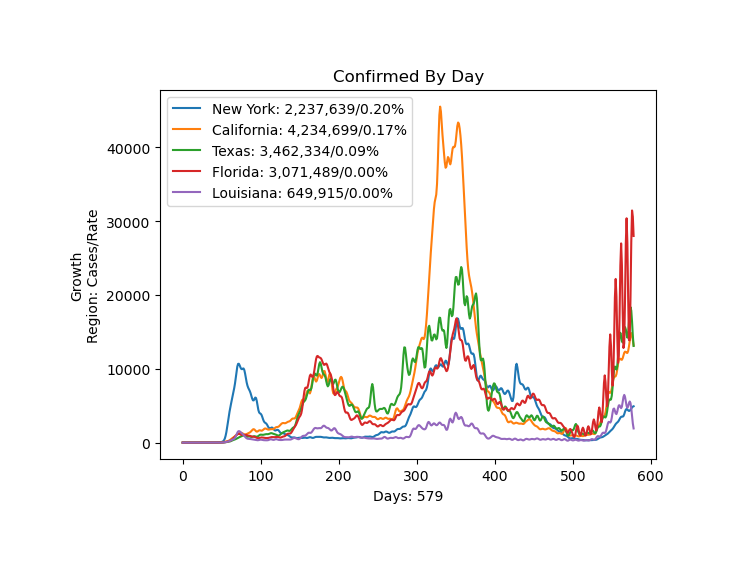 Confirmed By Day
New York: 2,237,639/0.20%
California: 4,234,699/0.17%
Texas: 3,462,334/0.09%
Florida: 3,071,489/0.00%
Louisiana: 649,915/0.00%
Growth
Region: Cases/Rate
40000
30000
20000
10000
0
0 100 200 300 400 500 600
Days: 579